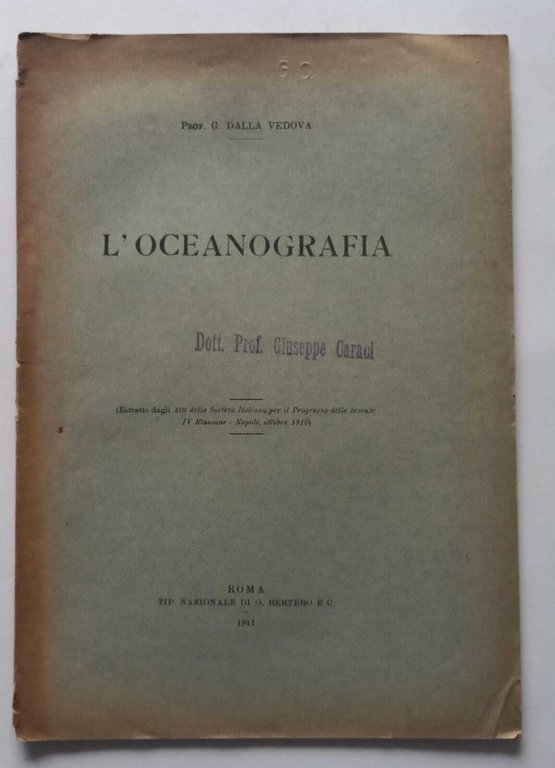 Prof. G. DALLA VEDOVA
L'OCEANOGRAFIA
Dott. Prof. Giuseppe Caraci
(Estratto dagli Atti della Società Italiana per il Progresso delle Scienze
IV Riunione - Napoli, ottobre 1910)
ROMA
TIP. NAZIONALE DI G. BERTERO E C.
1911